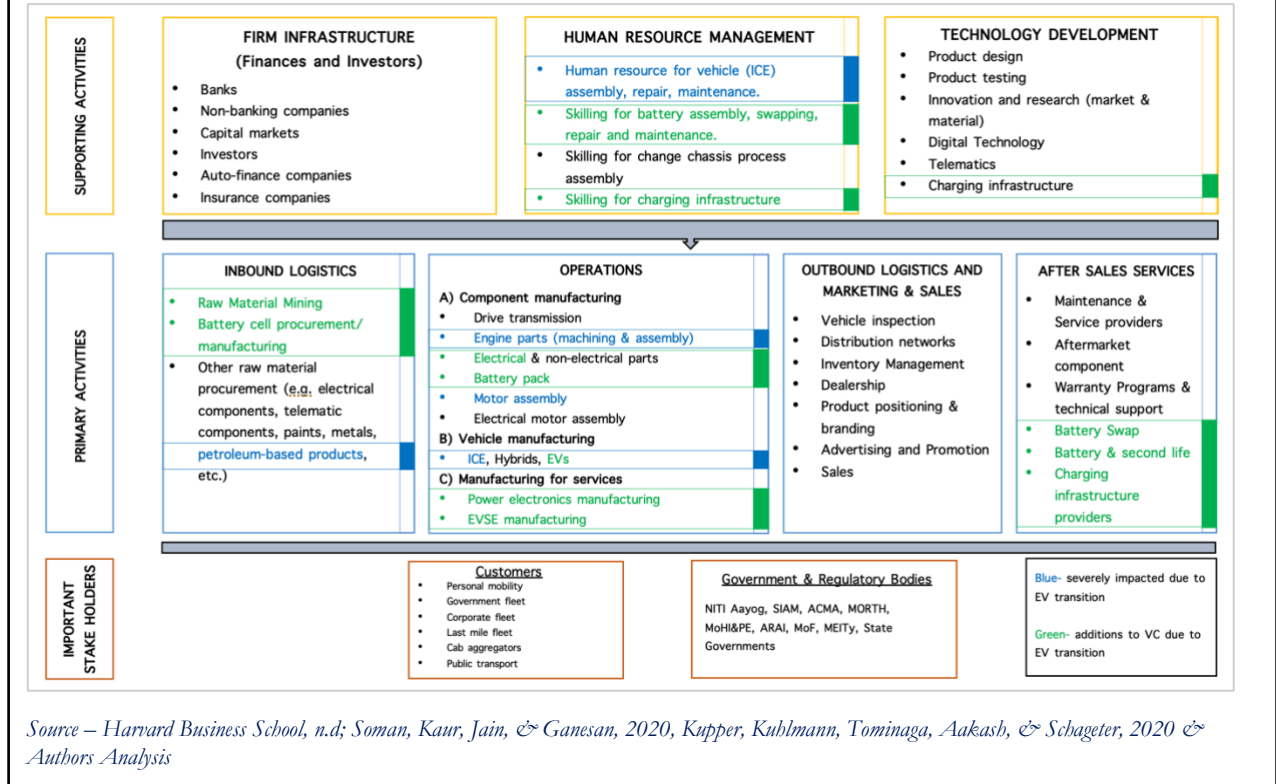 SUPPORTING ACTIVITIES
FIRM INFRASTRUCTURE
(Finances and Investors)
• Banks
• Non-banking companies
• Capital markets
• Investors
• Auto-finance companies
• Insurance companies
HUMAN RESOURCE MANAGEMENT
• Human resource for vehicle (ICE)
assembly, repair, maintenance.
• Skilling for battery assembly, swapping,
repair and maintenance.
• Skilling for change chassis process
assembly
• Skilling for charging infrastructure
TECHNOLOGY DEVELOPMENT
• Product design
• Product testing
• Innovation and research (market &
material)
• Digital Technology
• Telematics
• Charging infrastructure
PRIMARY ACTIVITIES
INBOUND LOGISTICS
• Raw Material Mining
• Battery cell procurement/
manufacturing
• Other raw material
procurement (e.g. electrical
components, telematic
components, paints, metals,
petroleum-based products,
etc.)
OPERATIONS
A) Component manufacturing
• Drive transmission
• Engine parts (machining & assembly)
• Electrical & non-electrical parts
• Battery pack
• Motor assembly
• Electrical motor assembly
B) Vehicle manufacturing
• ICE, Hybrids, EVs
C) Manufacturing for services
• Power electronics manufacturing
• EVSE manufacturing
OUTBOUND LOGISTICS AND
MARKETING & SALES
• Vehicle inspection
• Distribution networks
• Inventory Management
• Dealership
• Product positioning &
branding
• Advertising and Promotion
• Sales
AFTER SALES SERVICES
• Maintenance &
Service providers
• Aftermarket
component
• Warranty Programs &
technical support
• Battery Swap
• Battery & second life
• Charging
infrastructure
providers
IMPORTANT
STAKE HOLDERS
Customers
• Personal mobility
• Government fleet
• Corporate fleet
• Last mile fleet
• Cab aggregators
• Public transport
Government & Regulatory Bodies
NITI Aayog, SIAM, ACMA, MORTH,
MoHI&PE, ARAI, MoF, MEITy, State
Governments
Blue- severely impacted due to
EV transition
Green- additions to VC due to
EV transition
Source – Harvard Business School, n.d; Soman, Kaur, Jain, & Ganesan, 2020, Kupper, Kuhlmann, Tominaga, Aakash, & Schageter, 2020 &
Authors Analysis